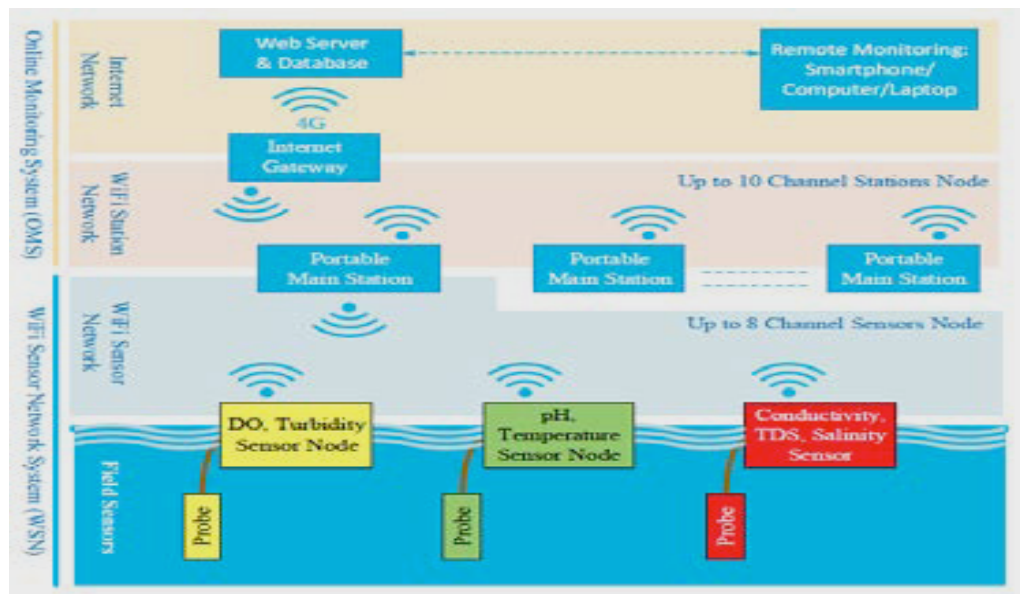 Online Monitoring System (OMS)
Internet
Network
Web Server
& Database
Remote Monitoring:
Smartphone/
Computer/Laptop
4G
Internet
Gateway
WiFi Station
Network
Up to 10 Channel Stations Node
Portable
Main Station
Portable
Main Station
Portable
Main Station
WiFi Sensor Network System (WSN)
WiFi Sensor
Network
Up to 8 Channel Sensors Node
DO, Turbidity
Sensor Node
pH,
Temperature
Sensor Node
Conductivity,
TDS, Salinity
Sensor
Field Sensors
Probe
Probe
Probe